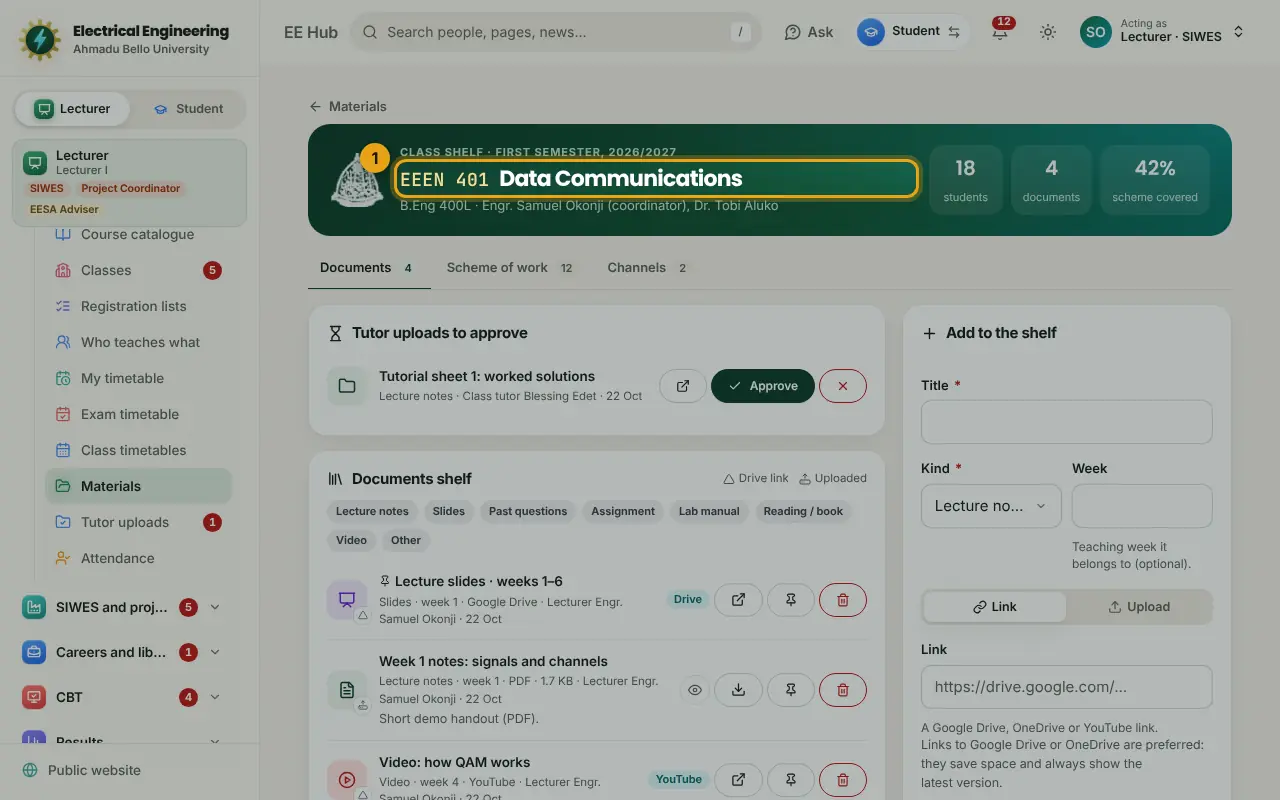 Electrical Engineering
Ahmadu Bello University
EE Hub
Search people, pages, news...
/
Ask
Student
12
SO
Acting as
Lecturer · SIWES
Lecturer
Student
Lecturer
Lecturer I
SIWES
Project Coordinator
EESA Adviser
Course catalogue
Classes
5
Registration lists
Who teaches what
My timetable
Exam timetable
Class timetables
Materials
Tutor uploads
1
Attendance
SIWES and proj...
5
Careers and lib...
1
CBT
4
Results
Public website
Materials
1
CLASS SHELF · FIRST SEMESTER, 2026/2027
EEEN 401 Data Communications
B.Eng 400L · Engr. Samuel Okonji (coordinator), Dr. Tobi Aluko
18
students
4
documents
42%
scheme covered
Documents 4
Scheme of work 12
Channels 2
Tutor uploads to approve
Tutorial sheet 1: worked solutions
Lecture notes · Class tutor Blessing Edet · 22 Oct
Approve
Documents shelf
Drive link
Uploaded
Lecture notes
Slides
Past questions
Assignment
Lab manual
Reading / book
Video
Other
Lecture slides · weeks 1–6
Slides · week 1 · Google Drive · Lecturer Engr.
Samuel Okonji · 22 Oct
Drive
Week 1 notes: signals and channels
Lecture notes · week 1 · PDF · 1.7 KB · Lecturer Engr.
Samuel Okonji · 22 Oct
Short demo handout (PDF).
Video: how QAM works
Video · week 4 · YouTube · Lecturer Engr.
Samuel Okonji · 22 Oct
YouTube
Add to the shelf
Title *
Kind *
Week
Lecture no...
Teaching week it
belongs to (optional).
Link
Upload
Link
https://drive.google.com/...
A Google Drive, OneDrive or YouTube link.
Links to Google Drive or OneDrive are preferred:
they save space and always show the
latest version.